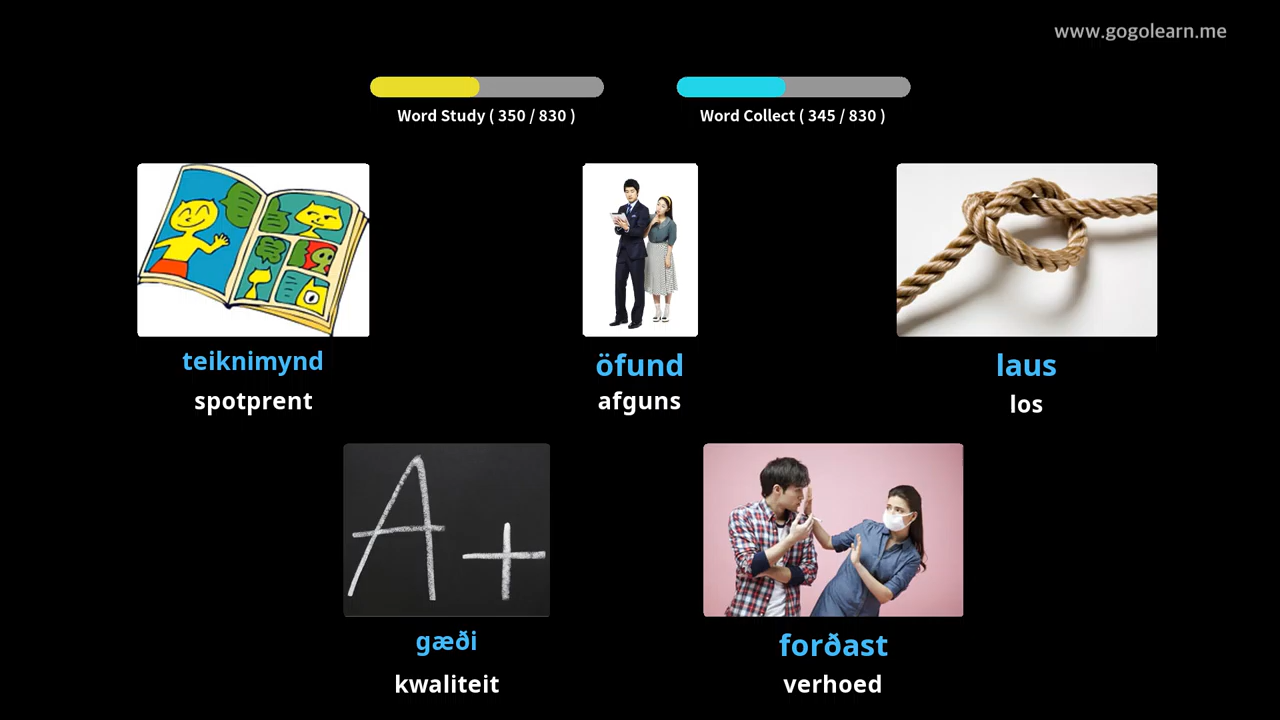 www.gogolearn.me
Word Study ( 350 / 830 )
Word Collect ( 345 / 830 )
teiknimynd
spotprent
öfund
afguns
laus
los
A+
gæði
kwaliteit
forðast
verhoed